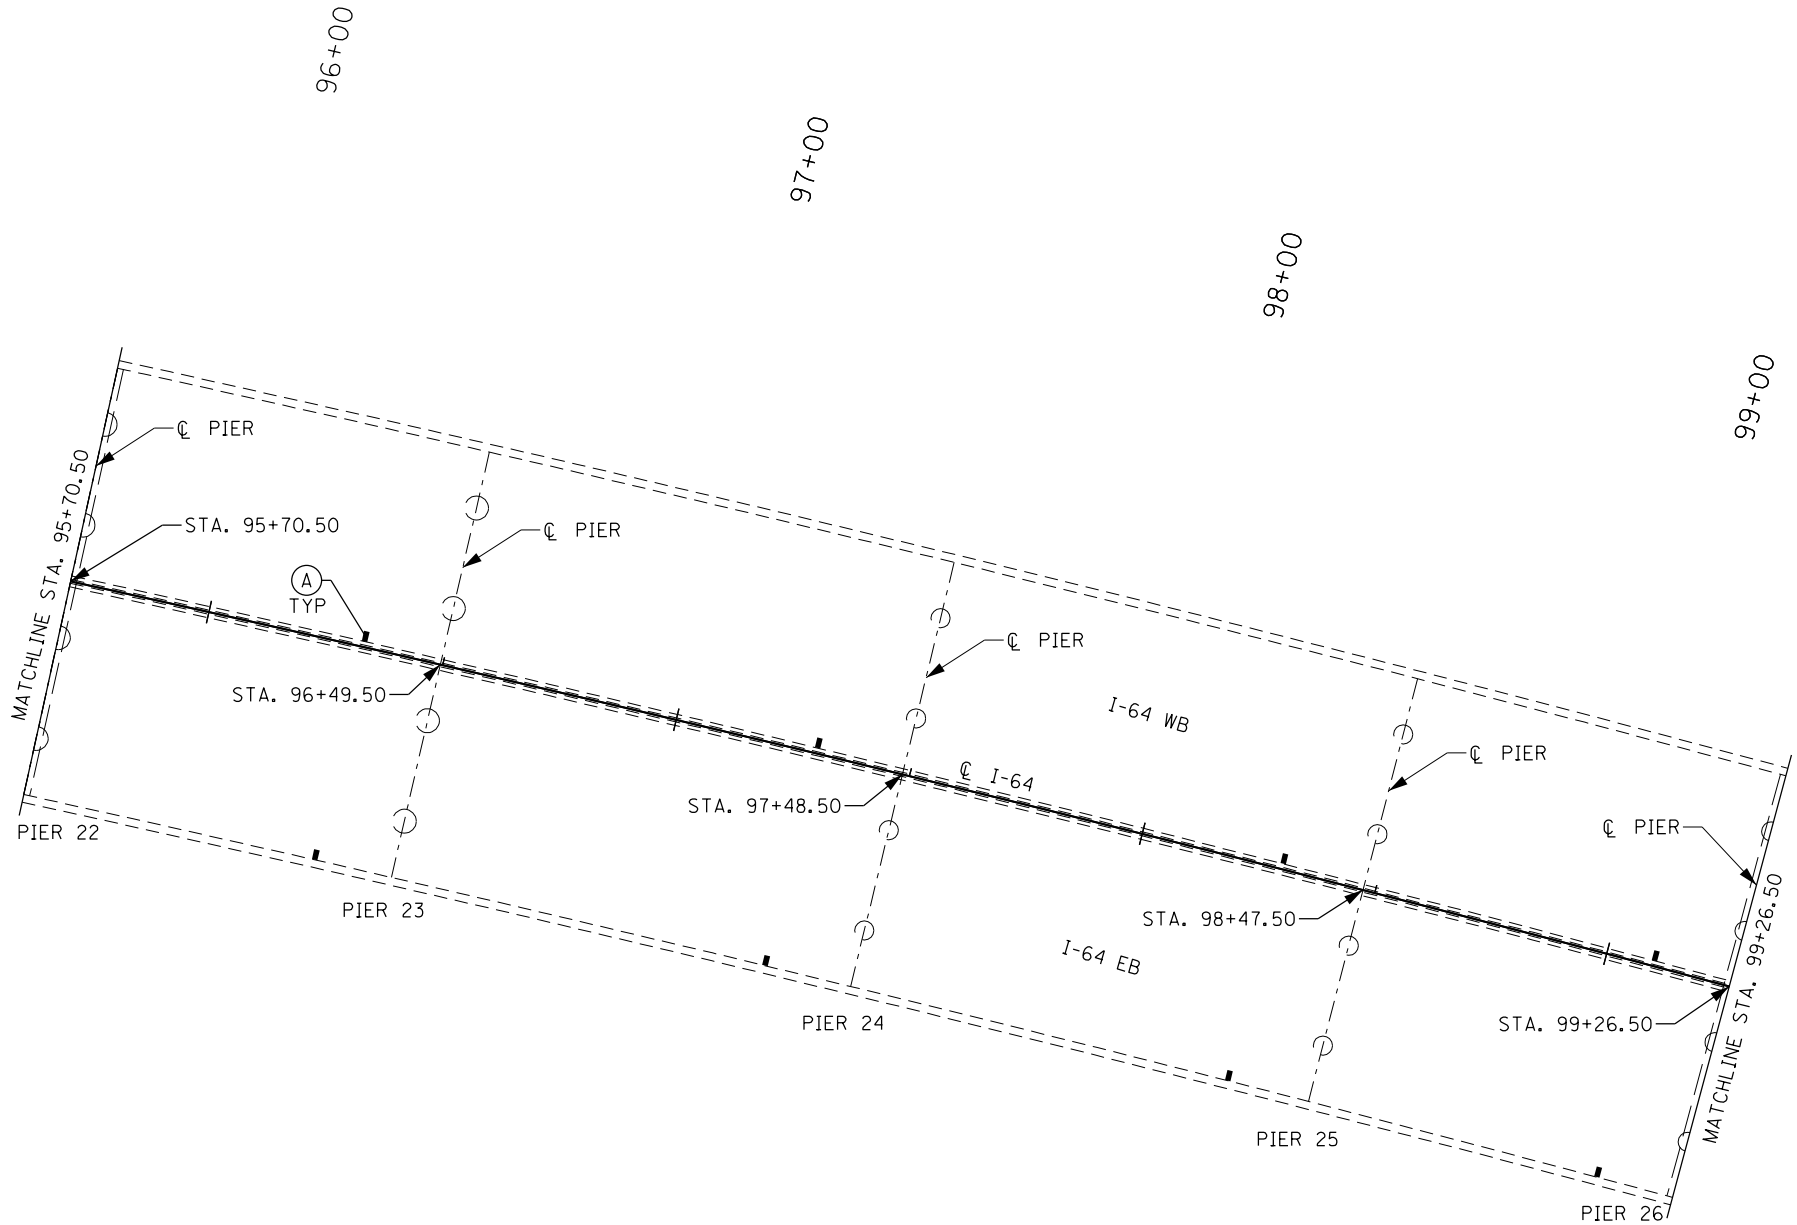 96+00
97+00
98+00
99+00
℄ PIER
MATCHLINE STA. 95+70.50
STA. 95+70.50
℄ PIER
A
TYP
STA. 96+49.50
℄ PIER
I-64 WB
℄ I-64
℄ PIER
STA. 97+48.50
℄ PIER
PIER 22
PIER 23
STA. 98+47.50
I-64 EB
MATCHLINE STA. 99+26.50
PIER 24
STA. 99+26.50
PIER 25
PIER 26